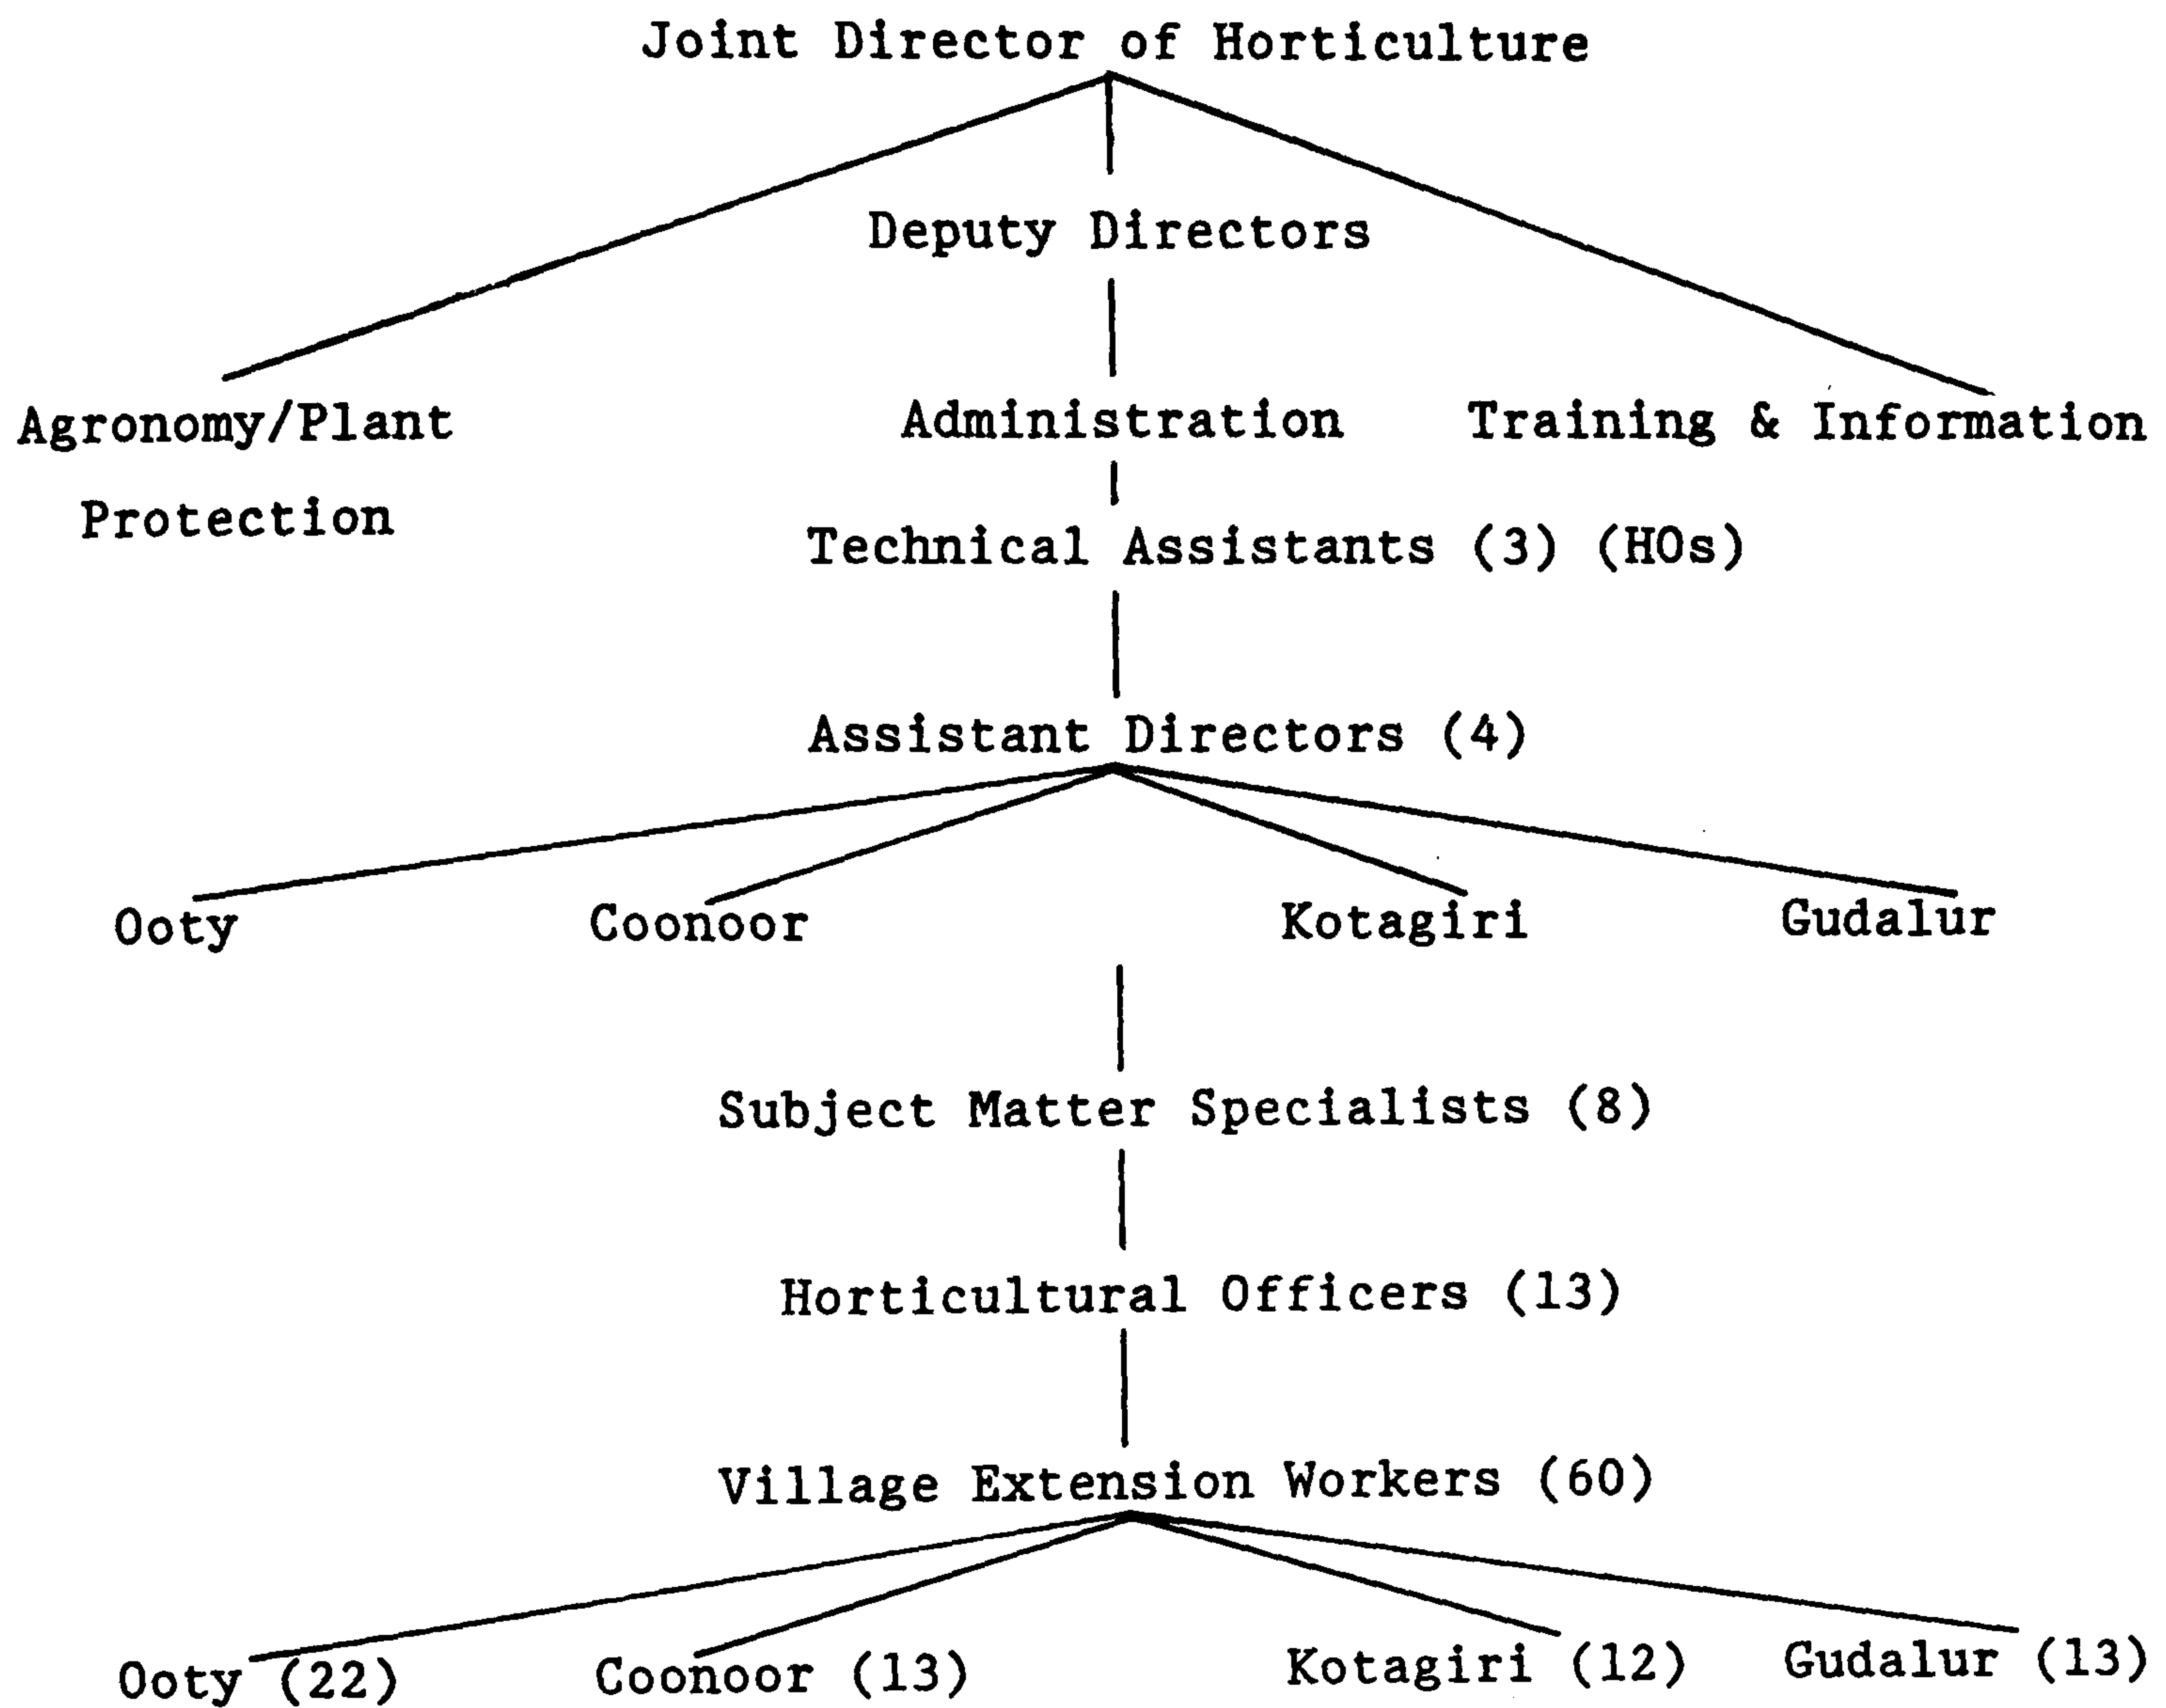 Joint Director of Horticulture
Deputy Directors
Agronomy/Plant Protection
Administration
Training & Information
Technical Assistants (3) (HOs)
Assistant Directors (4)
Ooty
Coonoor
Kotagiri
Gudalur
Subject Matter Specialists (8)
Horticultural Officers (13)
Village Extension Workers (60)
Ooty (22)
Coonoor (13)
Kotagiri (12)
Gudalur (13)